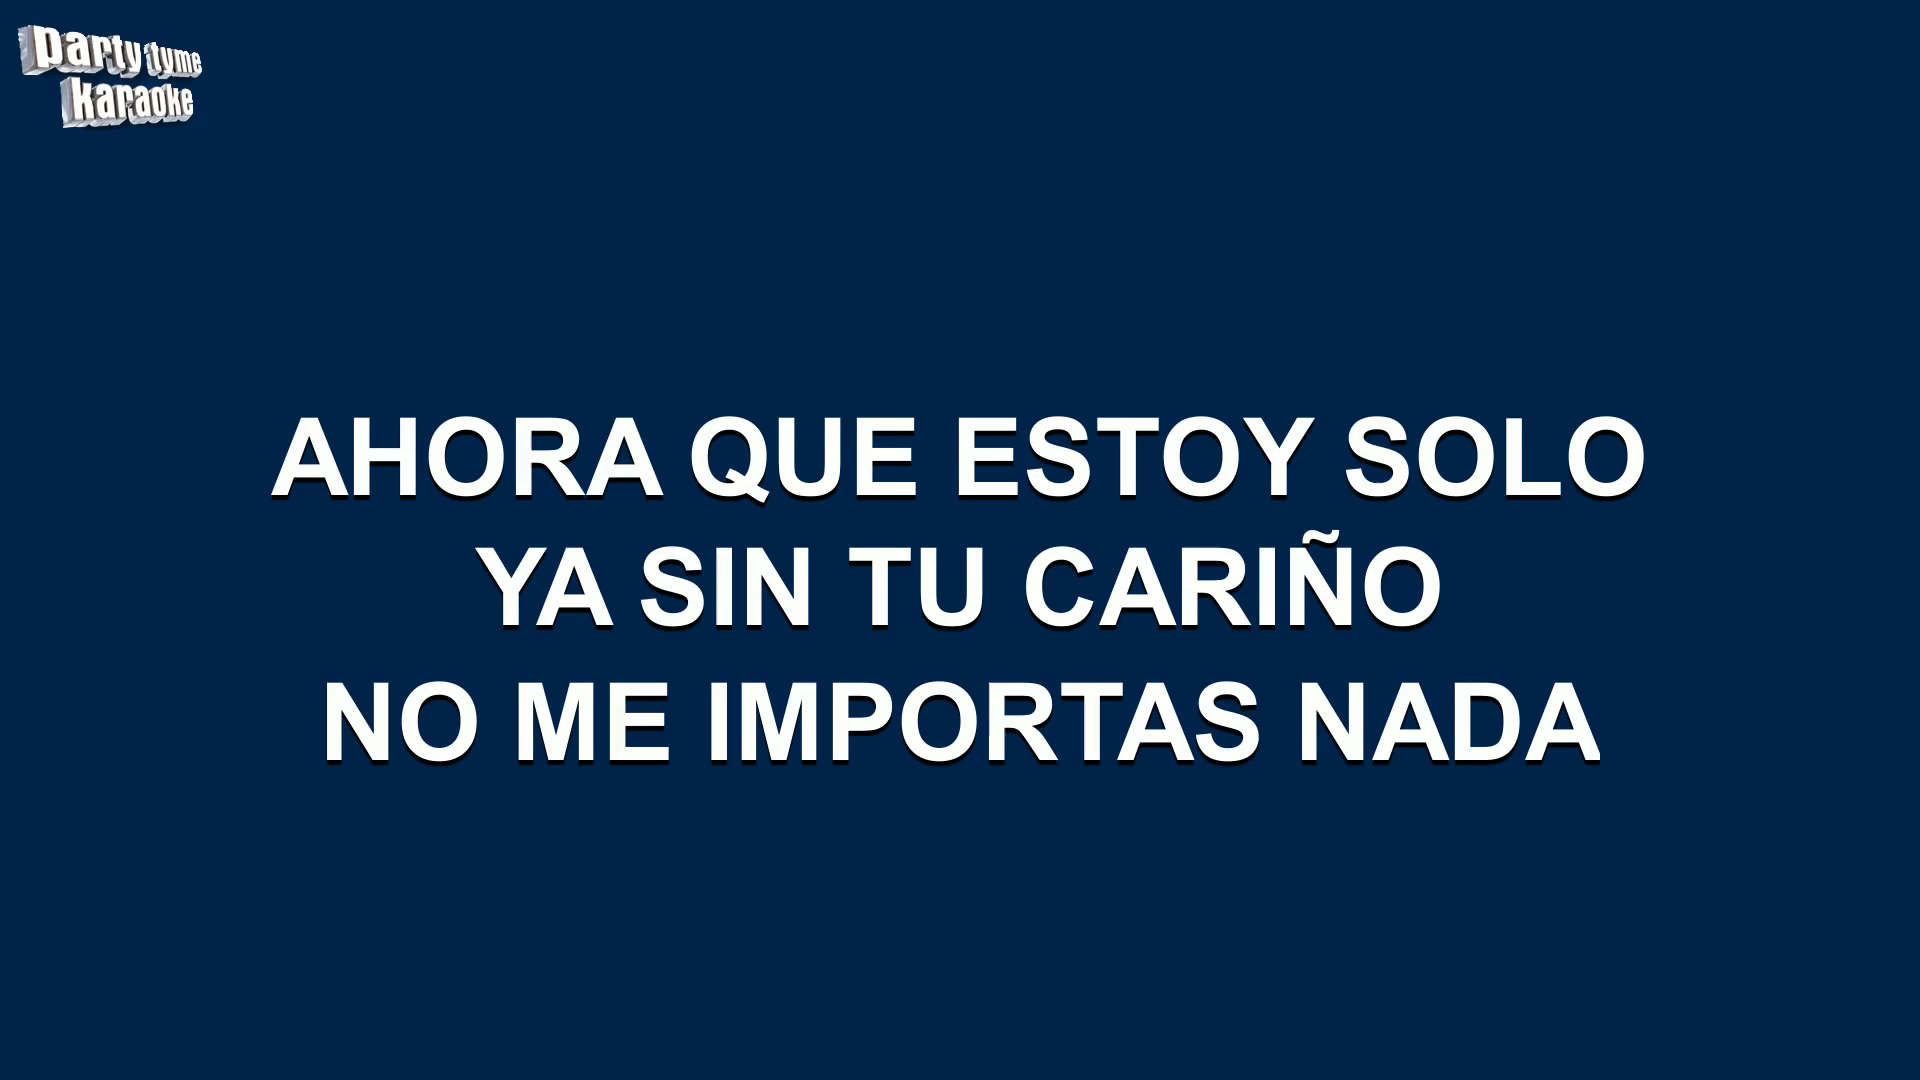 party tyme
karaoke
AHORA QUE ESTOY SOLO
YA SIN TU CARIÑO
NO ME IMPORTAS NADA